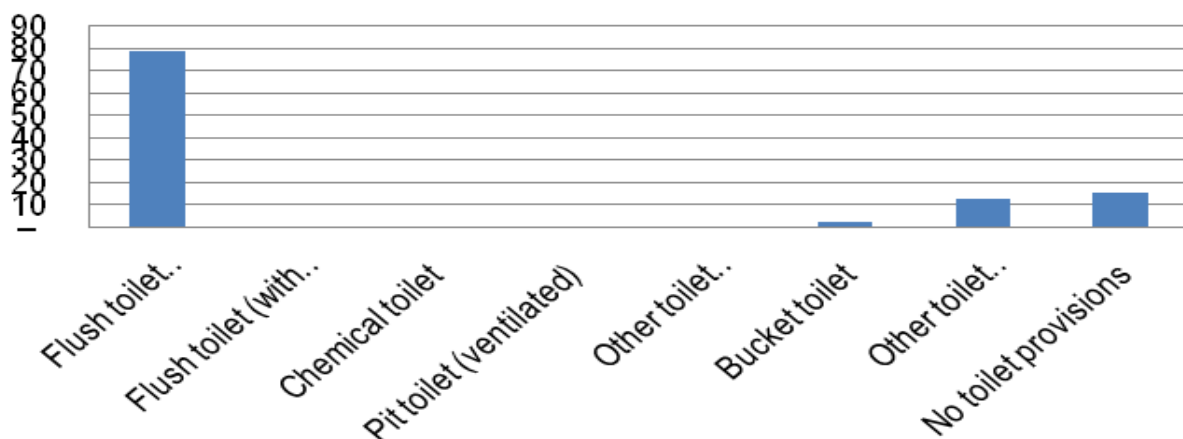 90
80
70
60
50
40
30
20
10
–
Flush toilet..
Flush toilet (with..
Chemical toilet
Pit toilet (ventilated)
Other toilet..
Bucket toilet
Other toilet..
No toilet provisions